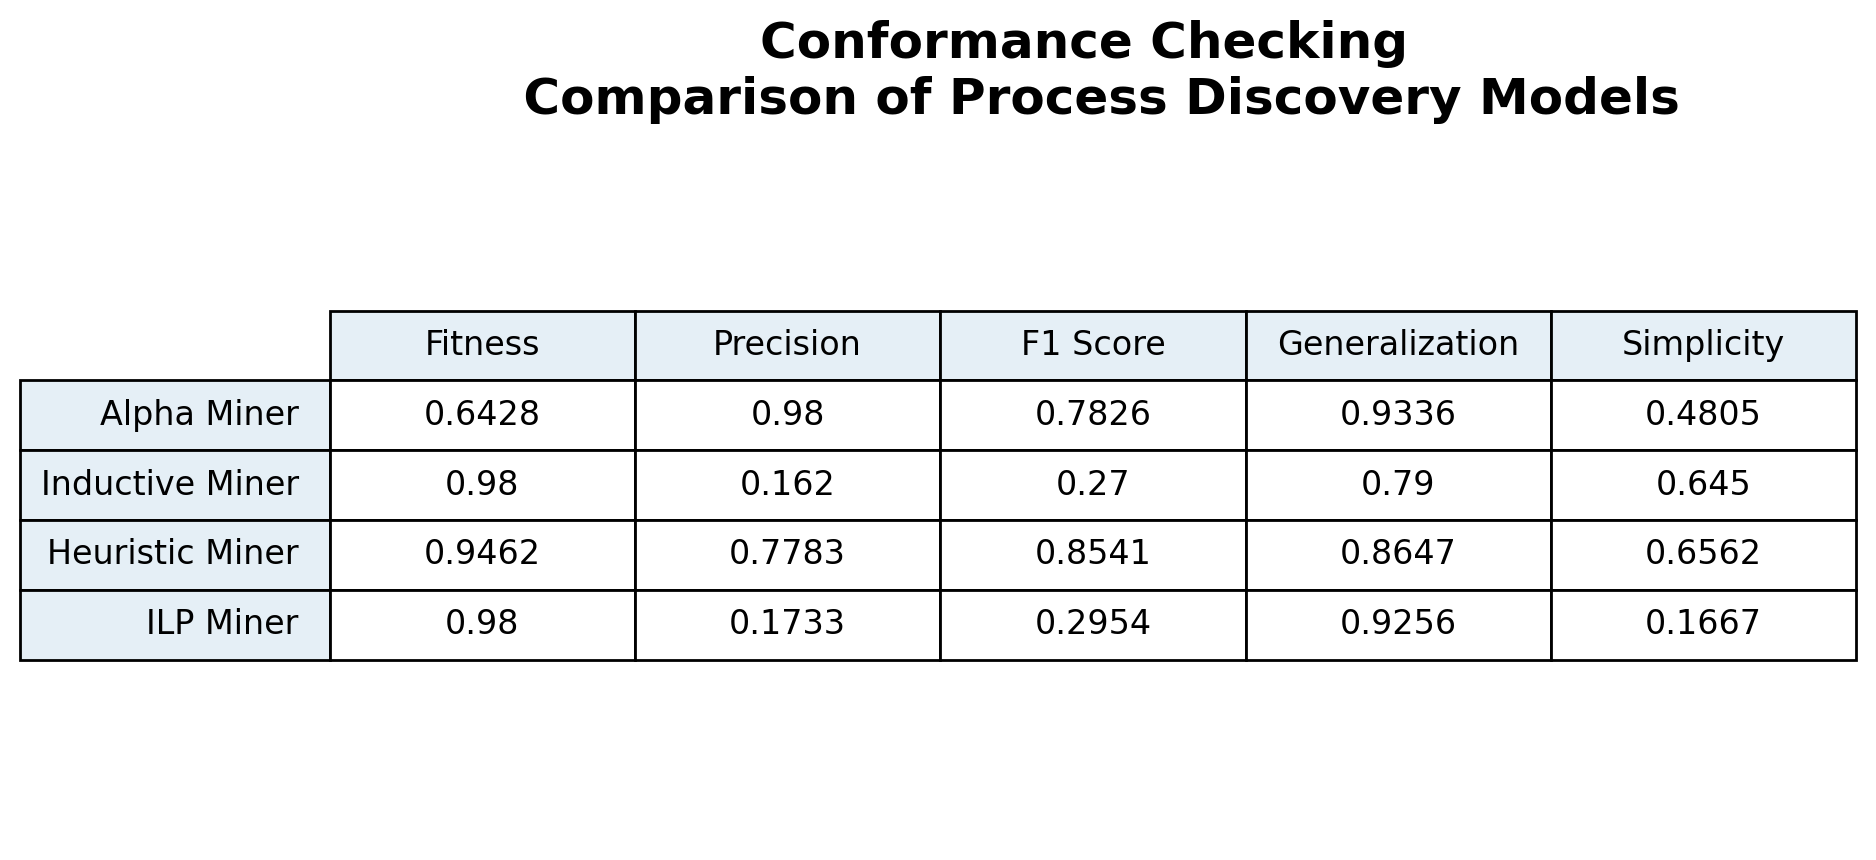 Conformance Checking
Comparison of Process Discovery Models
Fitness Precision F1 Score Generalization Simplicity
Alpha Miner 0.6428 0.98 0.7826 0.9336 0.4805
Inductive Miner 0.98 0.162 0.27 0.79 0.645
Heuristic Miner 0.9462 0.7783 0.8541 0.8647 0.6562
ILP Miner 0.98 0.1733 0.2954 0.9256 0.1667